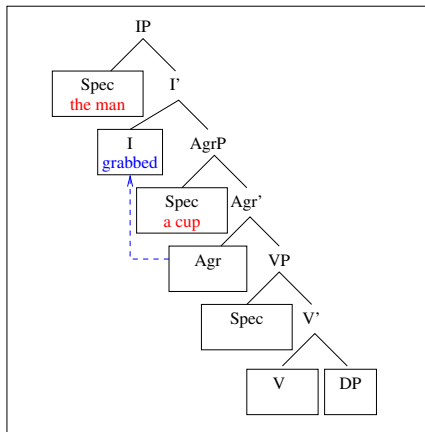 IP
Spec
the man
I'
I
grabbed
AgrP
Spec
a cup
Agr'
Agr
VP
Spec
V'
V
DP